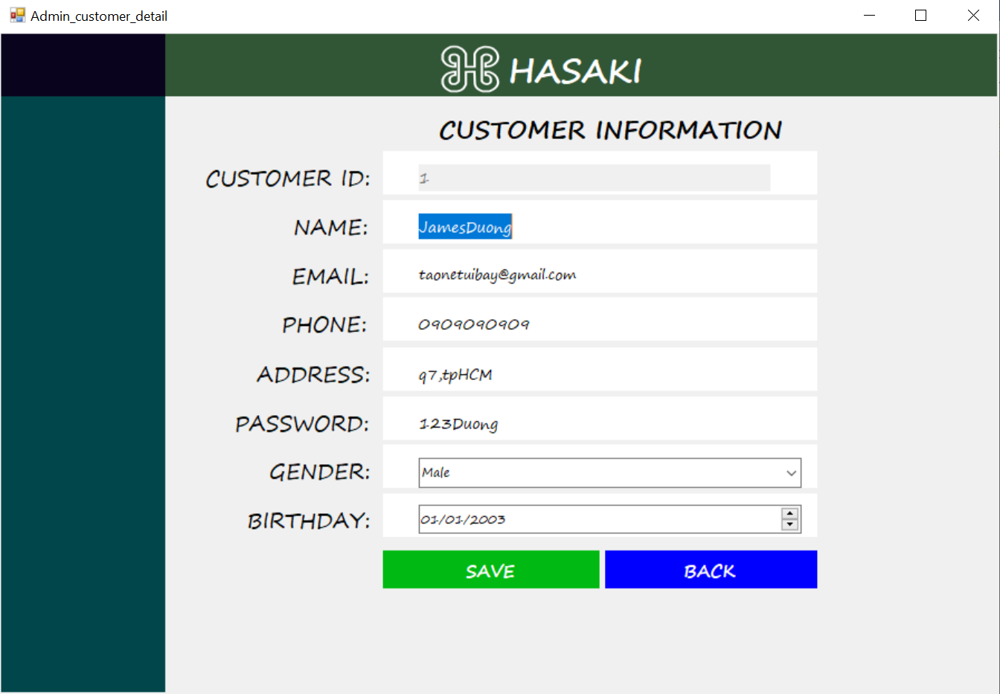 Admin_customer_detail
HASAKI
CUSTOMER INFORMATION
CUSTOMER ID: 1
NAME: JamesDuong
EMAIL: taonetuibay@gmail.com
PHONE: 0909090909
ADDRESS: q7,tpHCM
PASSWORD: 123Duong
GENDER: Male
BIRTHDAY: 01/01/2003
SAVE BACK